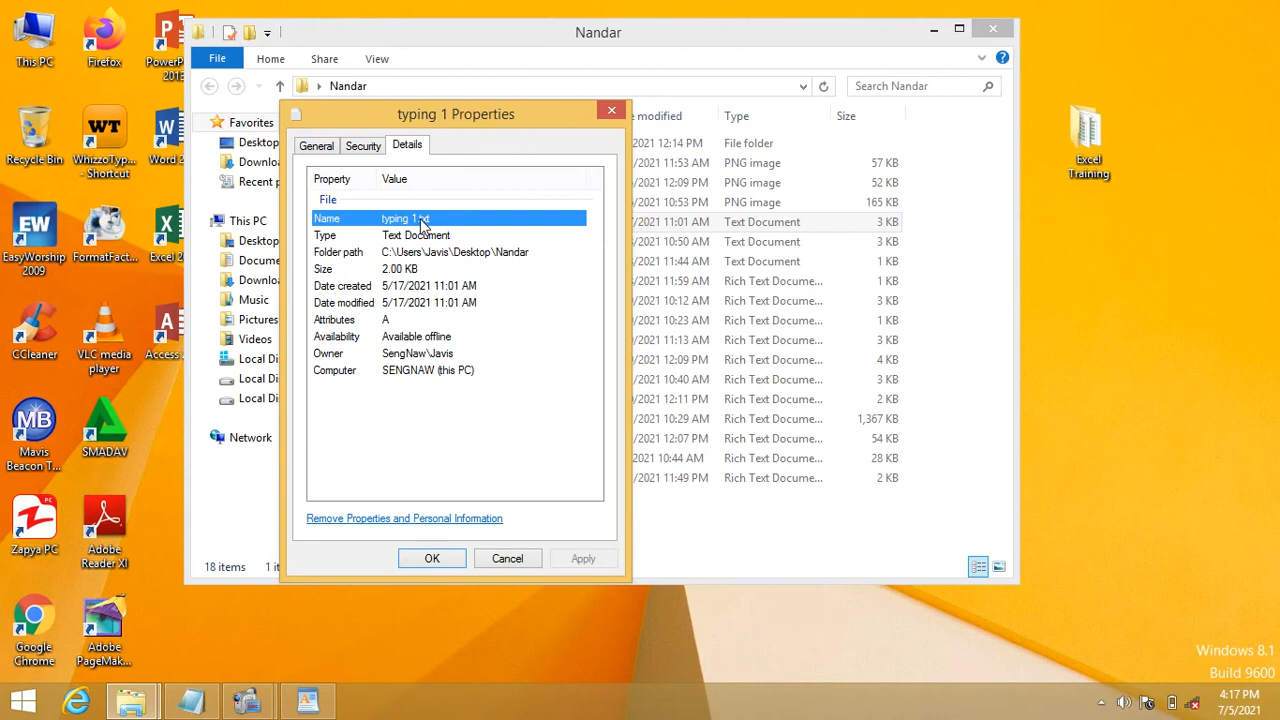 Nandar
File
Home
Share
View
Nandar
Search Nandar
typing 1 Properties
General
Security
Details
Property
Value
File
Name
typing 1.txt
Type
Text Document
Folder path
C:\Users\Javis\Desktop\Nandar
Size
2.00 KB
Date created
5/17/2021 11:01 AM
Date modified
5/17/2021 11:01 AM
Attributes
A
Availability
Available offline
Owner
SengNaw\Javis
Computer
SENGNAW (this PC)
Remove Properties and Personal Information
OK
Cancel
Apply
Favorites
Desktop
Downlo
Recent p
This PC
Desktop
Docume
Downlo
Music
Pictures
Videos
Local Di
Local Di
Local Di
Network
modified
Type
Size
2021 12:14 PM
File folder
/2021 11:53 AM
PNG image
57 KB
/2021 12:09 PM
PNG image
52 KB
/2021 10:53 PM
PNG image
165 KB
/2021 11:01 AM
Text Document
3 KB
/2021 10:50 AM
Text Document
2 KB
/2021 11:44 AM
Text Document
1 KB
/2021 11:59 AM
Rich Text Docume...
3 KB
/2021 10:12 AM
Rich Text Docume...
3 KB
/2021 10:23 AM
Rich Text Docume...
1 KB
/2021 11:13 AM
Rich Text Docume...
3 KB
/2021 12:09 PM
Rich Text Docume...
4 KB
/2021 10:40 AM
Rich Text Docume...
3 KB
/2021 12:11 PM
Rich Text Docume...
2 KB
/2021 10:29 AM
Rich Text Docume...
1,367 KB
/2021 12:07 PM
Rich Text Docume...
54 KB
2021 10:44 AM
Rich Text Docume...
28 KB
/2021 11:49 PM
Rich Text Docume...
2 KB
18 items
1 it
This PC
Firefox
PowerP
2013
Recycle Bin
WT
WhizzoTyp...
- Shortcut
Word 2
EW
EasyWorship
2009
FormatFact...
Excel 2
CCleaner
VLC media
player
Access
MB
Mavis
Beacon T...
SMADAV
PC
Zapya PC
Adobe
Reader XI
Google
Chrome
Adobe
PageMak...
Excel
Training
Windows 8.1
Build 9600
4:17 PM
7/5/2021